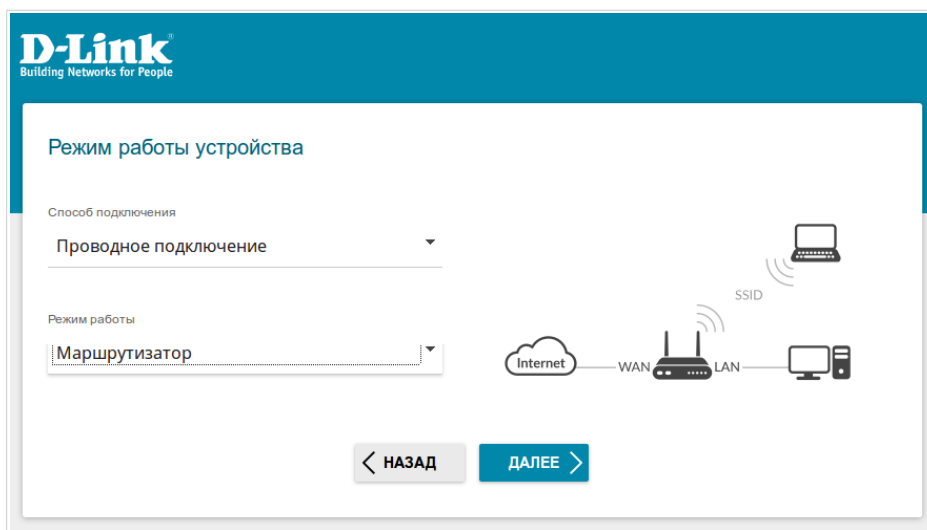 D-Link®
Building Networks for People
Режим работы устройства
Способ подключения
Проводное подключение
Режим работы
Маршрутизатор
SSID
Internet
WAN
LAN
НАЗАД
ДАЛЕЕ